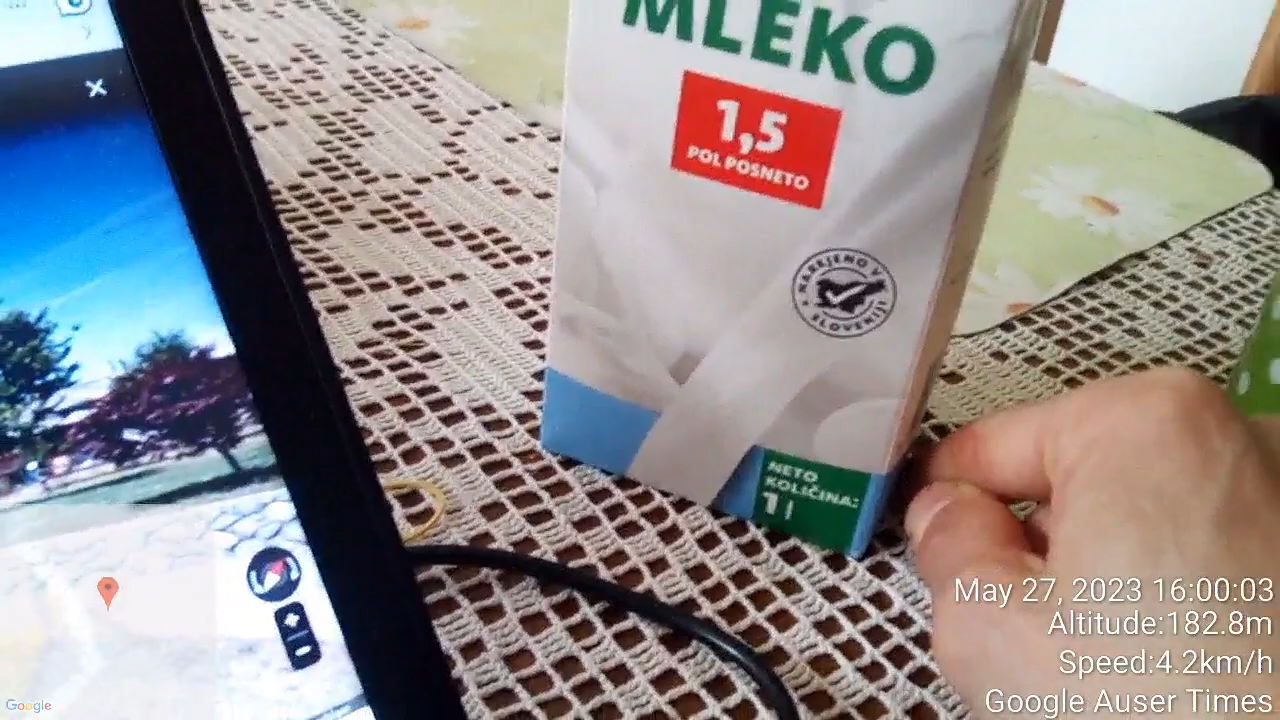 MLEKO
1,5
POL POSNETO
NAREJENO V
SLOVENIJI
NETO
KOLIČINA:
1 l
May 27, 2023 16:00:03
Altitude:182.8m
Speed:4.2km/h
Google Auser Times
Google